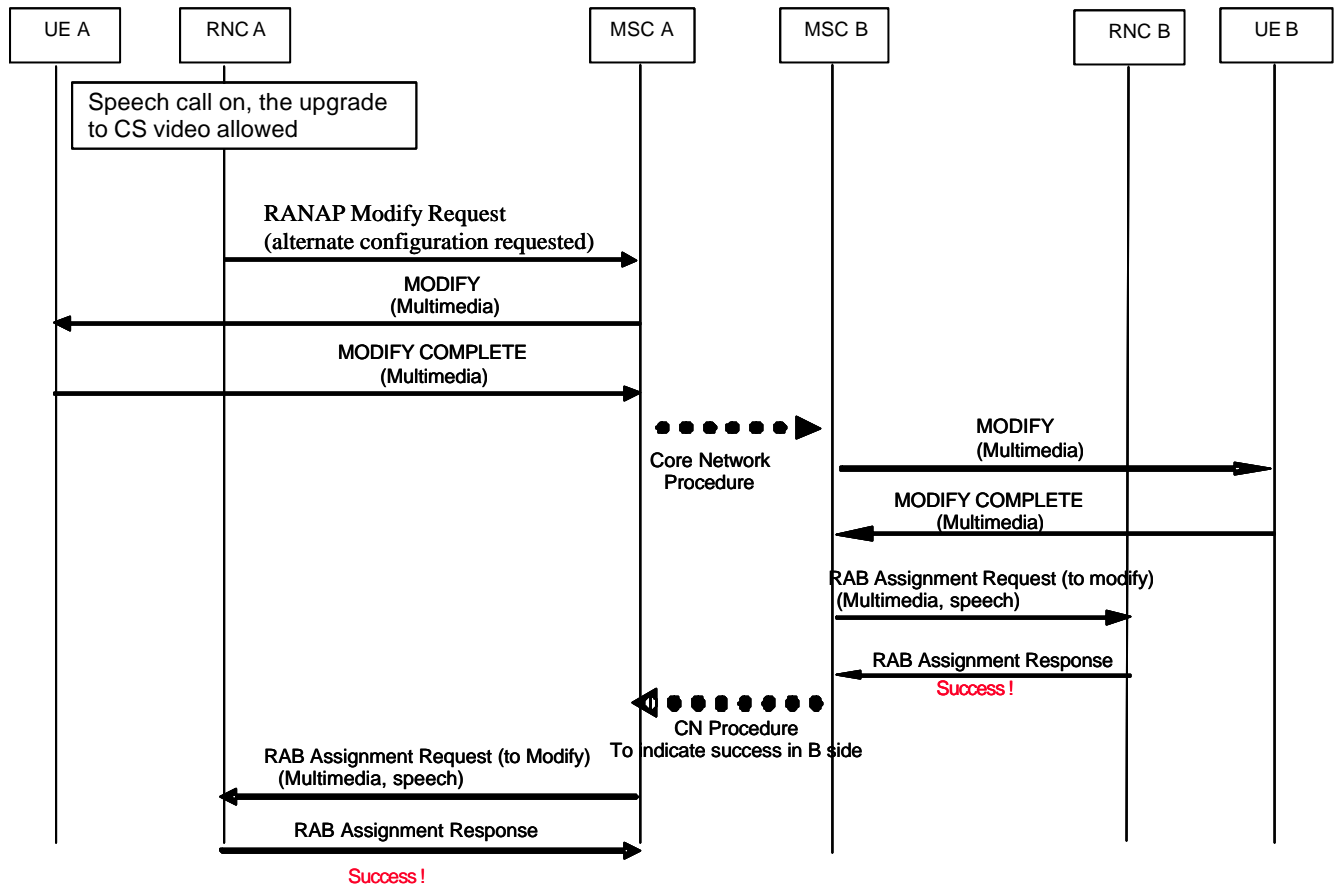 UE A
RNC A
MSC A
MSC B
RNC B
UE B
Speech call on, the upgrade
to CS video allowed
RANAP Modify Request
(alternate configuration requested)
MODIFY
(Multimedia)
MODIFY COMPLETE
(Multimedia)
Core Network
Procedure
MODIFY
(Multimedia)
MODIFY COMPLETE
(Multimedia)
RAB Assignment Request (to modify)
(Multimedia, speech)
RAB Assignment Response
Success !
CN Procedure
To indicate success in B side
RAB Assignment Request (to Modify)
(Multimedia, speech)
RAB Assignment Response
Success !